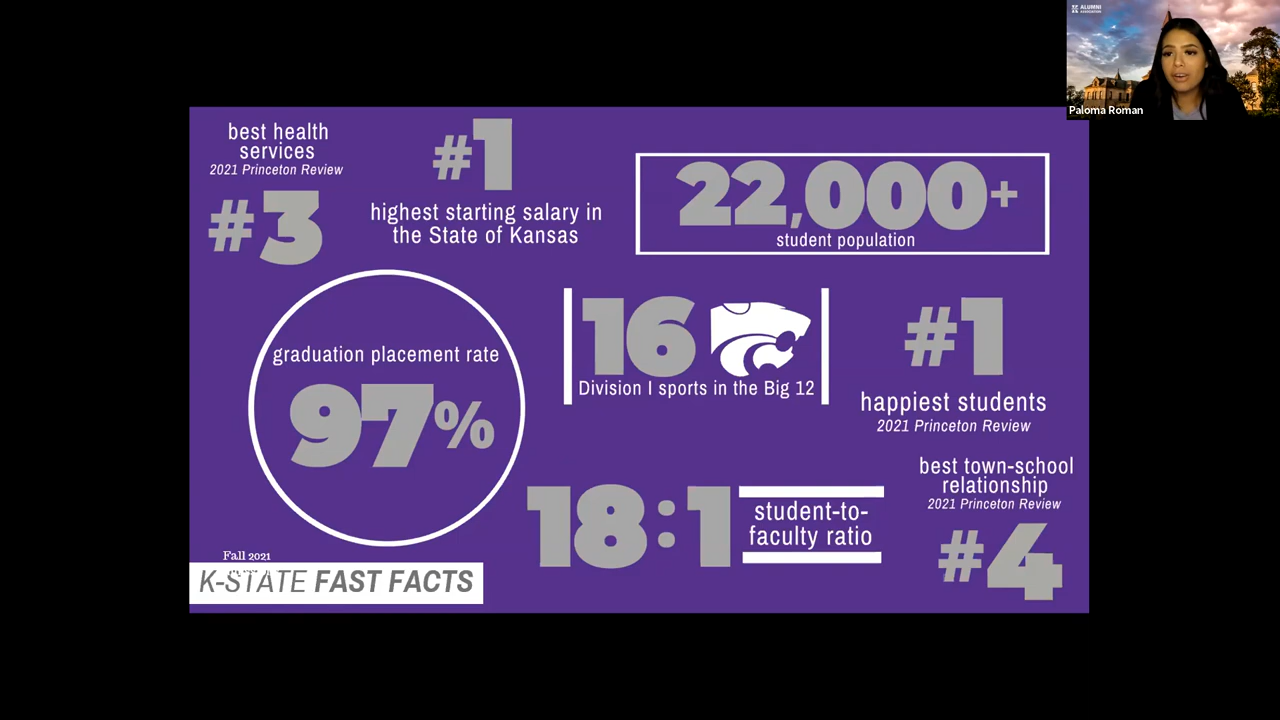 K ALUMNI
ASSOCIATION
Paloma Roman
best health
services
2021 Princeton Review
#3
#1
highest starting salary in
the State of Kansas
22,000+
student population
graduation placement rate
97%
16
Division I sports in the Big 12
#1
happiest students
2021 Princeton Review
18:1
student-to-
faculty ratio
best town-school
relationship
2021 Princeton Review
#4
Fall 2021
K-STATE FAST FACTS